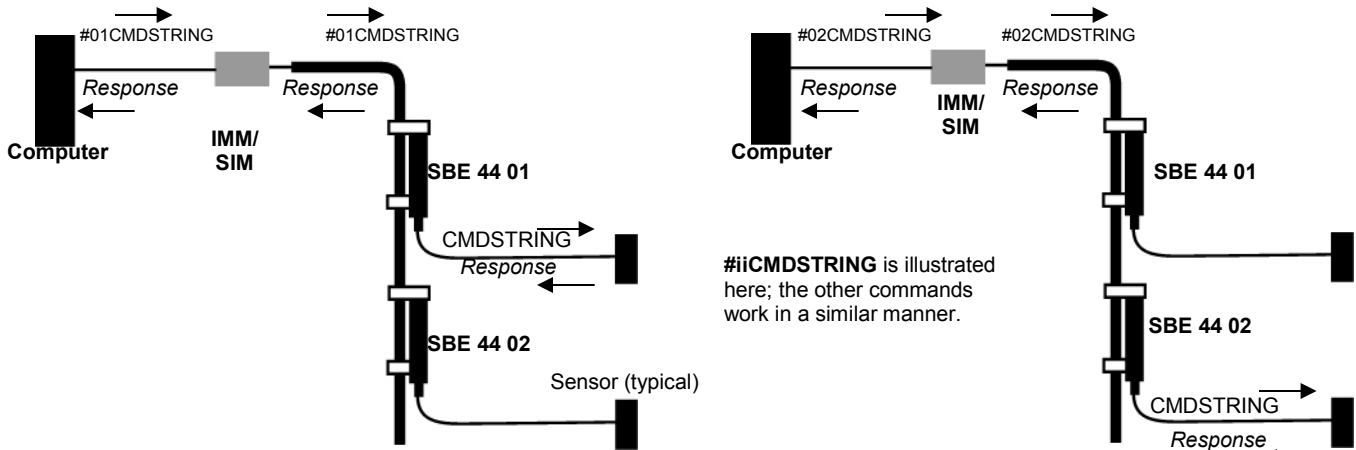 #01CMDSTRING
#01CMDSTRING
Response
Response
Computer
IMM/
SIM
SBE 44 01
CMDSTRING
Response
SBE 44 02
Sensor (typical)
#02CMDSTRING
#02CMDSTRING
Response
Response
IMM/
SIM
Computer
SBE 44 01
#iiCMDSTRING is illustrated
here; the other commands
work in a similar manner.
SBE 44 02
CMDSTRING
Response